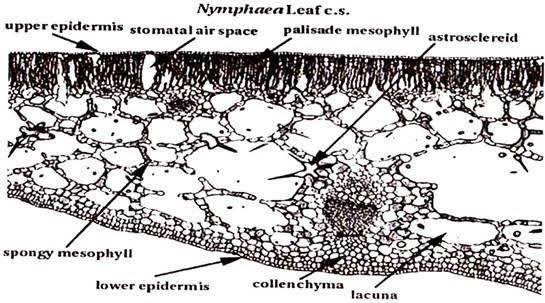 Nymphaea Leaf c.s.
upper epidermis
stomatal air space
palisade mesophyll
astrosclereid
spongy mesophyll
lower epidermis
collenchyma
lacuna